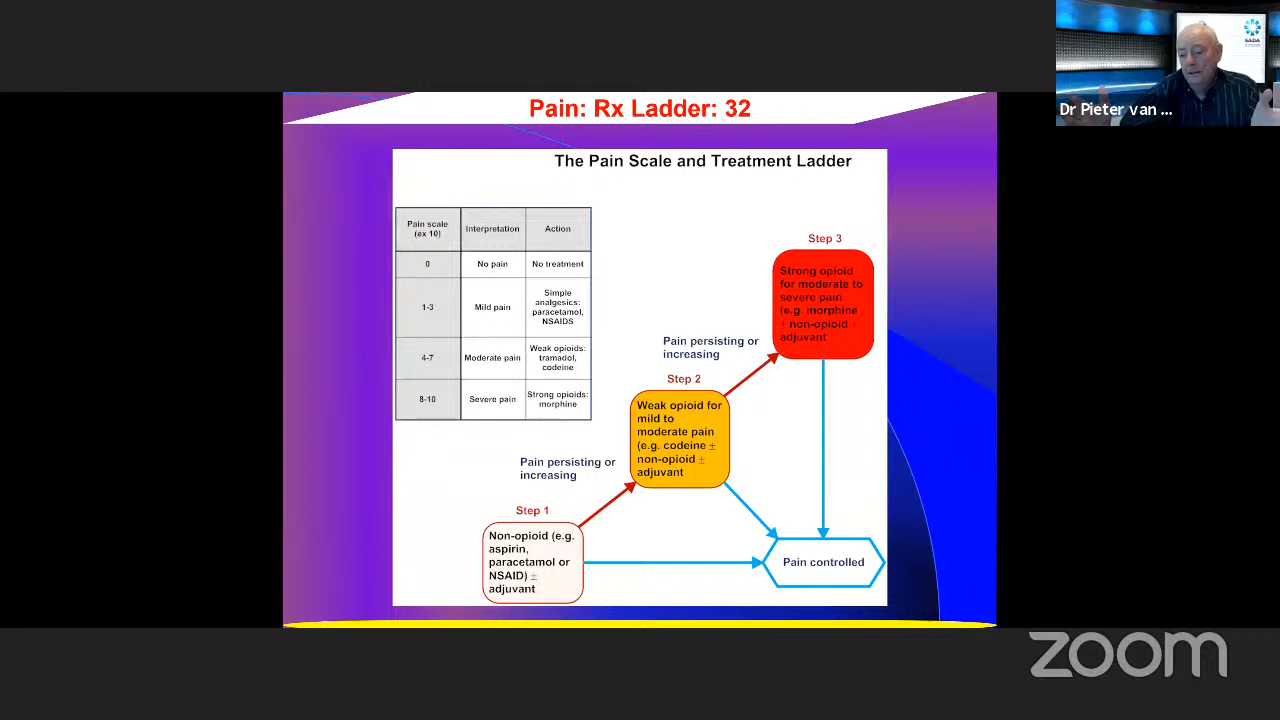 SADA
Dr Pieter van ...
Pain: Rx Ladder: 32
The Pain Scale and Treatment Ladder
Pain scale
(ex 10)
Interpretation
Action
0
No pain
No treatment
1-3
Mild pain
Simple
analgesics:
paracetamol,
NSAIDS
4-7
Moderate pain
Weak opioids:
tramadol,
codeine
8-10
Severe pain
Strong opioids:
morphine
Step 3
Strong opioid
for moderate to
severe pain
(e.g. morphine
± non-opioid ±
adjuvant
Pain persisting or
increasing
Step 2
Weak opioid for
mild to
moderate pain
(e.g. codeine ±
non-opioid ±
adjuvant
Pain persisting or
increasing
Step 1
Non-opioid (e.g.
aspirin,
paracetamol or
NSAID) ±
adjuvant
Pain controlled
zoom